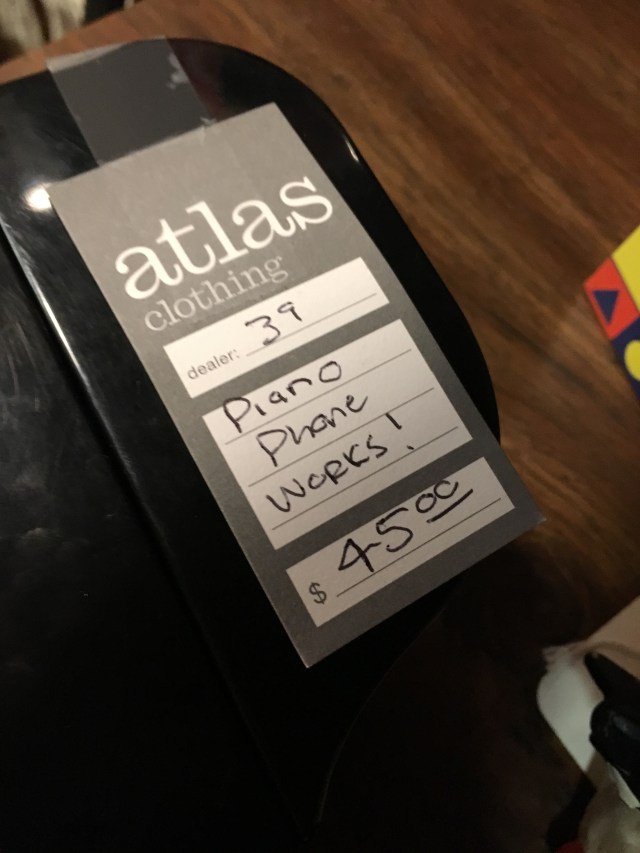 atlas
clothing
dealer: 39
Piano
Phone
WORKS!
$ 45 00